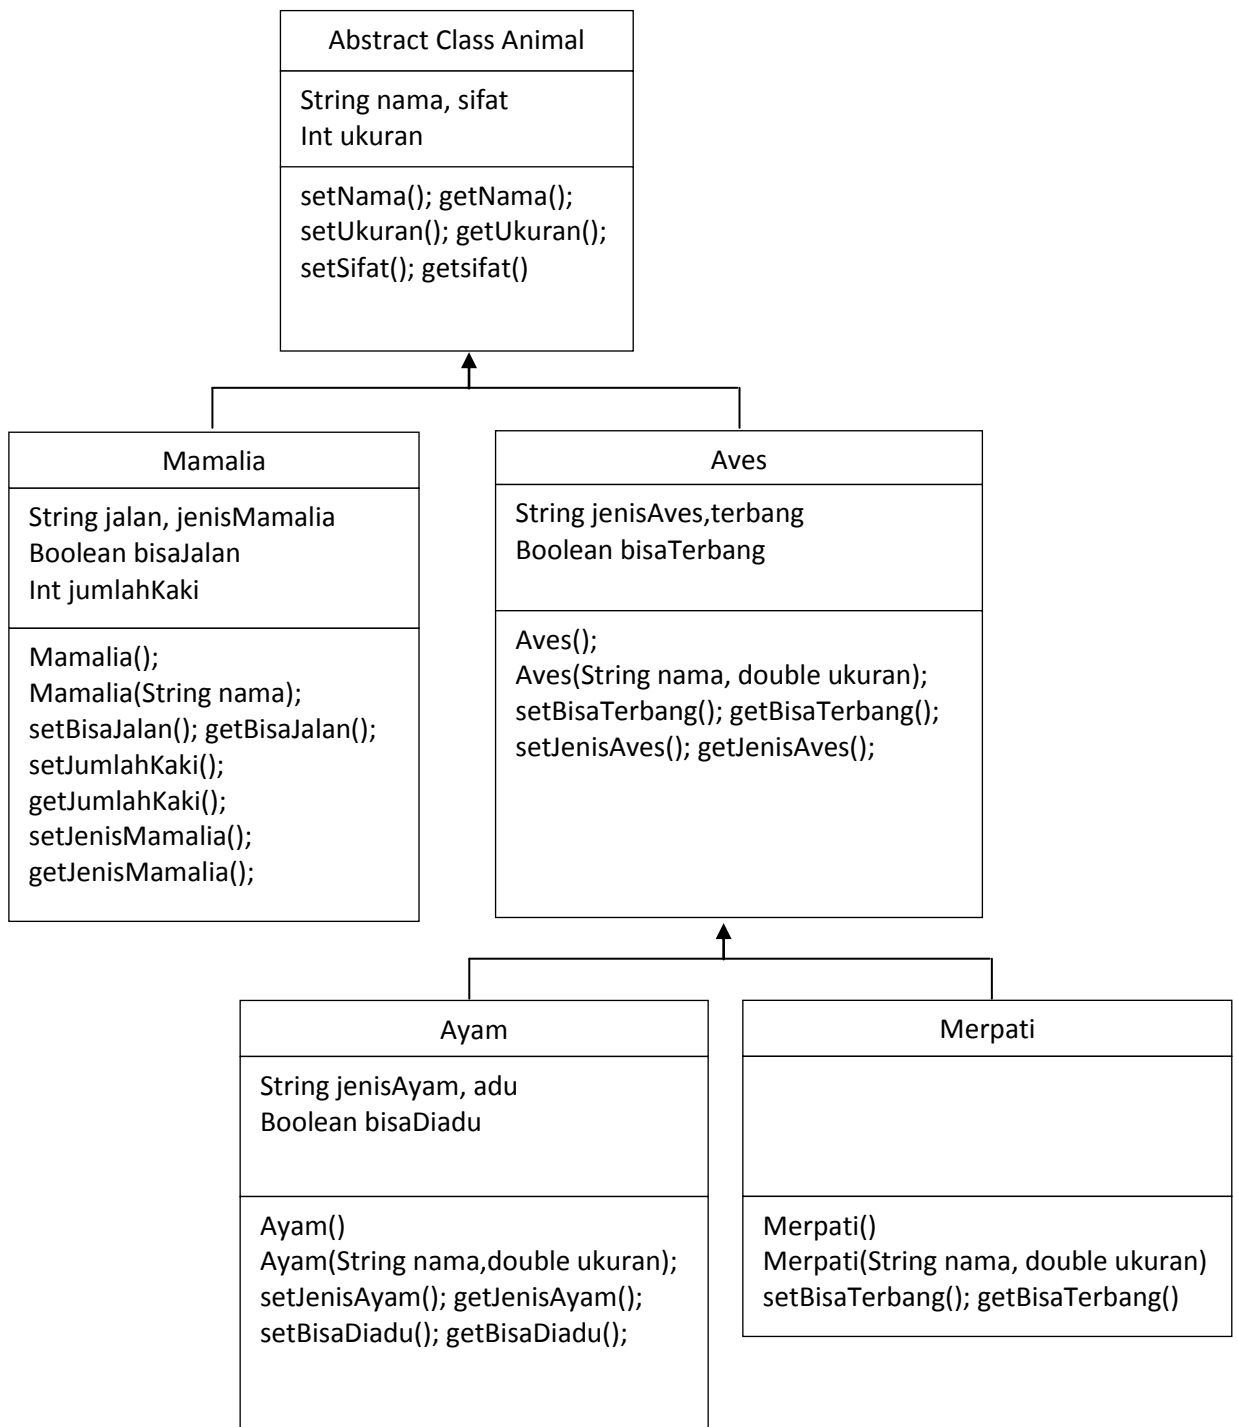 Abstract Class Animal
String nama, sifat
Int ukuran
setNama(); getNama();
setUkuran(); getUkuran();
setSifat(); getsifat()
Mamalia
String jalan, jenisMamalia
Boolean bisaJalan
Int jumlahKaki
Mamalia();
Mamalia(String nama);
setBisaJalan(); getBisaJalan();
setJumlahKaki();
getJumlahKaki();
setJenisMamalia();
getJenisMamalia();
Aves
String jenisAves,terbang
Boolean bisaTerbang
Aves();
Aves(String nama, double ukuran);
setBisaTerbang(); getBisaTerbang();
setJenisAves(); getJenisAves();
Ayam
String jenisAyam, adu
Boolean bisaDiadu
Ayam()
Ayam(String nama,double ukuran);
setJenisAyam(); getJenisAyam();
setBisaDiadu(); getBisaDiadu();
Merpati
Merpati()
Merpati(String nama, double ukuran)
setBisaTerbang(); getBisaTerbang()